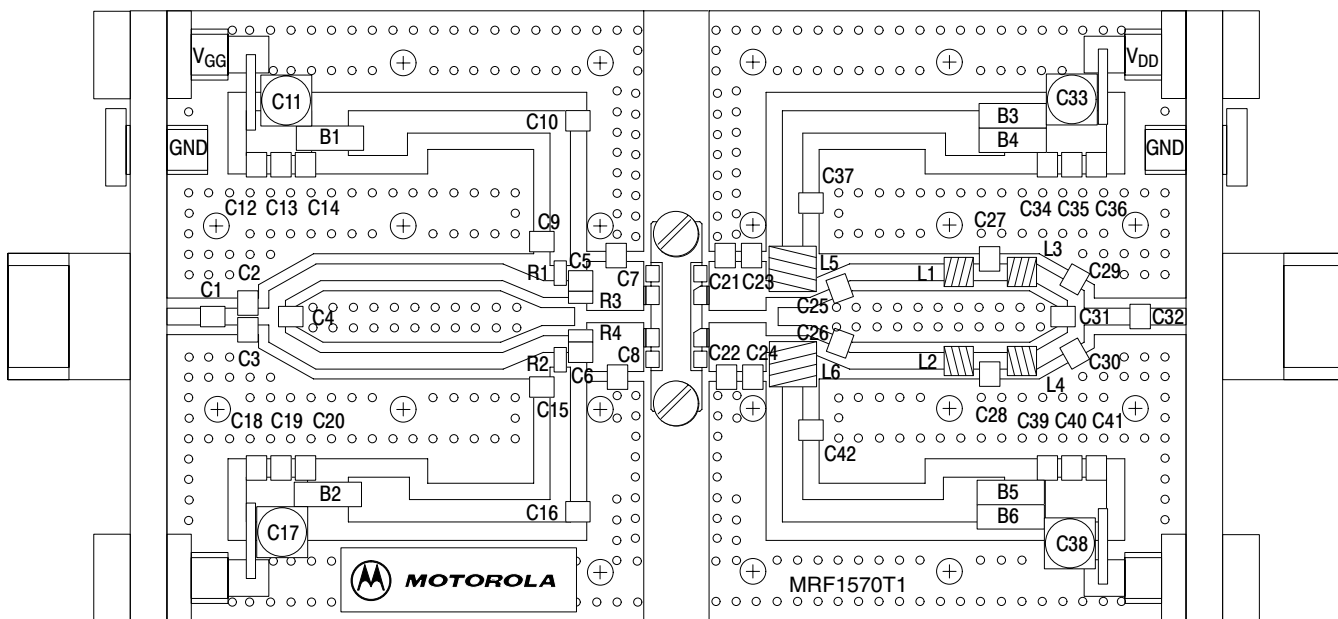 VGG
VDD
C11
C33
C10
B3
B1
B4
GND
GND
C37
C12 C13 C14
C34 C35 C36
C9
C27
L3
C5
R1
C7
C21 C23
L5
L1
C29
C2
C1
R3
C4
C25
C31
C32
R4
C26
C3
R2
C8
C22 C24
L2
C30
C6
L6
L4
C15
C28
C18 C19 C20
C39 C40 C41
C42
B2
B5
C16
B6
C17
C38
MOTOROLA
MRF1570T1